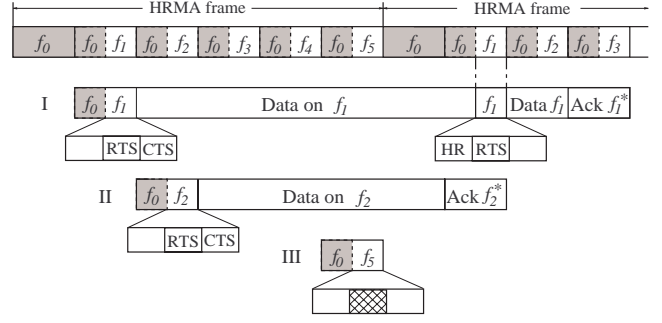 HRMA frame HRMA frame
f0 f0 f1 f0 f2 f0 f3 f0 f4 f0 f5 f0 f0 f1 f0 f2 f0 f3
I f0 f1 Data on f1 f1 Data f1 Ack f1*
RTS CTS HR RTS
II f0 f2 Data on f2 Ack f2*
RTS CTS
III f0 f5